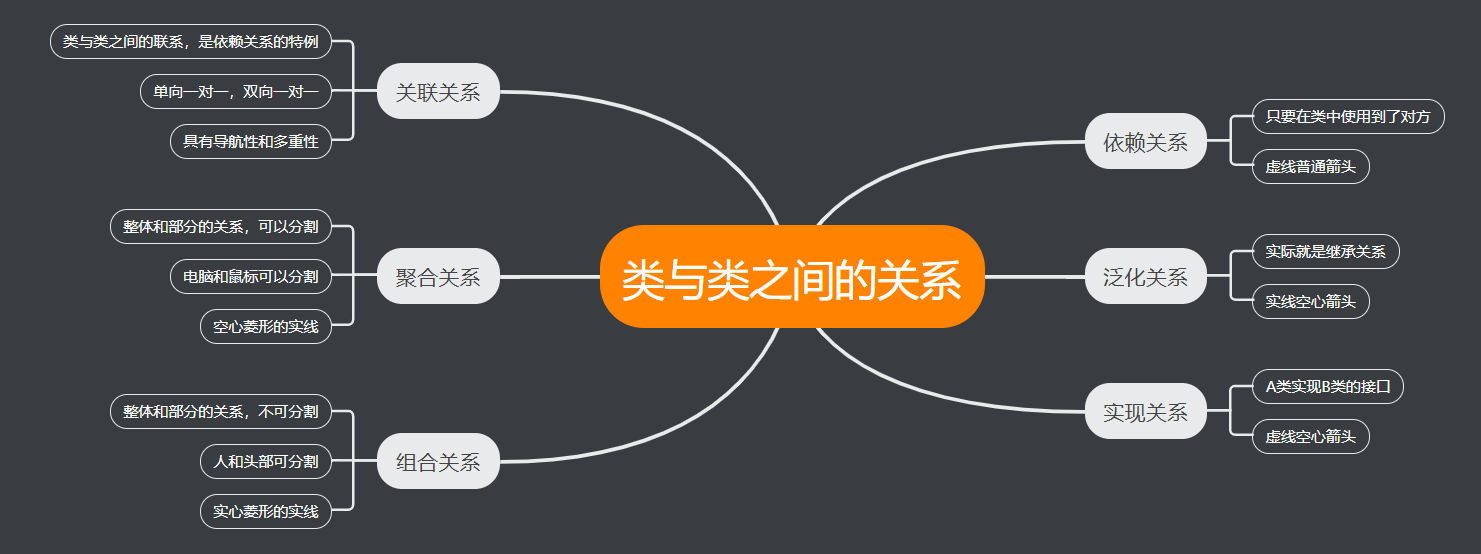 类与类之间的关系
关联关系
类与类之间的联系，是依赖关系的特例
单向一对一，双向一对一
具有导航性和多重性
聚合关系
整体和部分的关系，可以分割
电脑和鼠标可以分割
空心菱形的实线
组合关系
整体和部分的关系，不可分割
人和头部可分割
实心菱形的实线
依赖关系
只要在类中使用到了对方
虚线普通箭头
泛化关系
实际就是继承关系
实线空心箭头
实现关系
A类实现B类的接口
虚线空心箭头